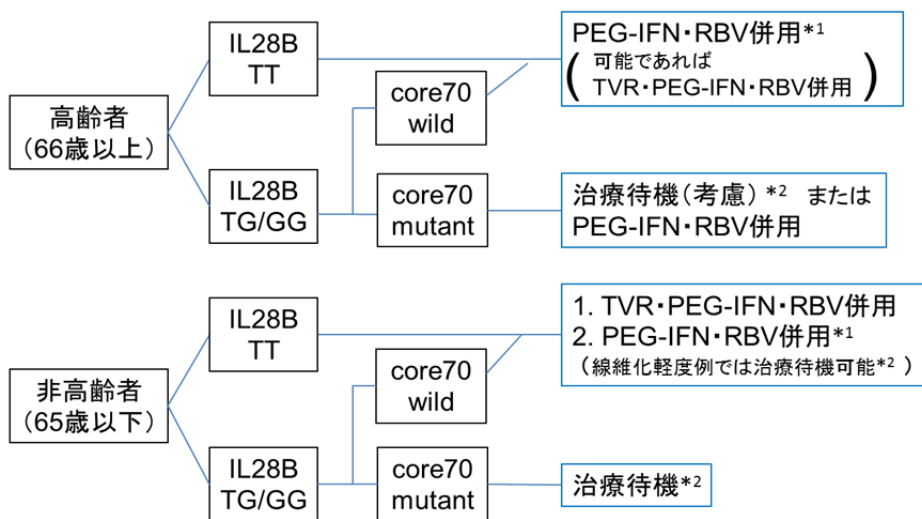 高齢者
（66歳以上）
IL28B
TT
IL28B
TG/GG
core70
wild
core70
mutant
PEG-IFN・RBV併用*1
（可能であれば
TVR・PEG-IFN・RBV併用）
治療待機（考慮）*2 または
PEG-IFN・RBV併用
非高齢者
（65歳以下）
IL28B
TT
IL28B
TG/GG
core70
wild
core70
mutant
1. TVR・PEG-IFN・RBV併用
2. PEG-IFN・RBV併用*1
（線維化軽度例では治療待機可能*2 ）
治療待機*2